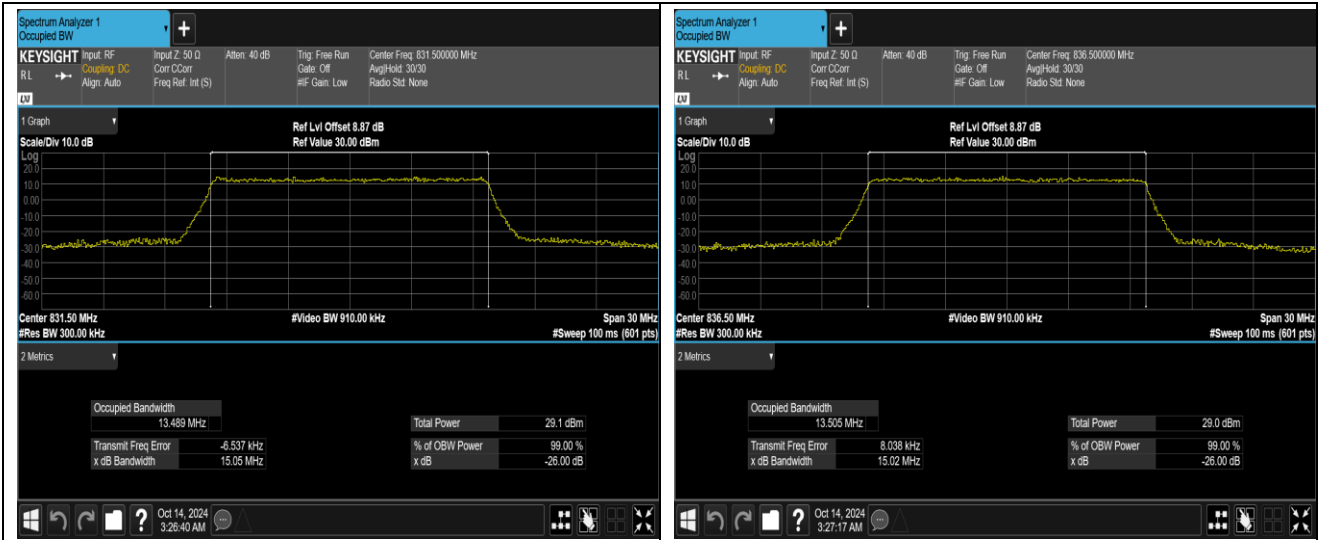 Spectrum Analyzer 1
Occupied BW
+
KEYSIGHT Input: RF Input Z: 50 Ω Atten: 40 dB Trig: Free Run Center Freq: 831.500000 MHz
RL Coupling: DC Corr CCorr Gate: Off Avg|Hold: 30/30
Align: Auto Freq Ref: Int (S) #IF Gain: Low Radio Std: None
LXI
1 Graph
Ref Lvl Offset 8.87 dB
Scale/Div 10.0 dB Ref Value 30.00 dBm
Log
20.0
10.0
0.00
-10.0
-20.0
-30.0
-40.0
-50.0
-60.0
Center 831.50 MHz #Video BW 910.00 kHz Span 30 MHz
#Res BW 300.00 kHz #Sweep 100 ms (601 pts)
2 Metrics
Occupied Bandwidth
13.489 MHz Total Power 29.1 dBm
Transmit Freq Error -6.537 kHz % of OBW Power 99.00 %
x dB Bandwidth 15.05 MHz x dB -26.00 dB
? Oct 14, 2024
3:26:40 AM
Spectrum Analyzer 1
Occupied BW
+
KEYSIGHT Input: RF Input Z: 50 Ω Atten: 40 dB Trig: Free Run Center Freq: 836.500000 MHz
RL Coupling: DC Corr CCorr Gate: Off Avg|Hold: 30/30
Align: Auto Freq Ref: Int (S) #IF Gain: Low Radio Std: None
LXI
1 Graph
Ref Lvl Offset 8.87 dB
Scale/Div 10.0 dB Ref Value 30.00 dBm
Log
20.0
10.0
0.00
-10.0
-20.0
-30.0
-40.0
-50.0
-60.0
Center 836.50 MHz #Video BW 910.00 kHz Span 30 MHz
#Res BW 300.00 kHz #Sweep 100 ms (601 pts)
2 Metrics
Occupied Bandwidth
13.505 MHz Total Power 29.0 dBm
Transmit Freq Error 8.038 kHz % of OBW Power 99.00 %
x dB Bandwidth 15.02 MHz x dB -26.00 dB
? Oct 14, 2024
3:27:17 AM